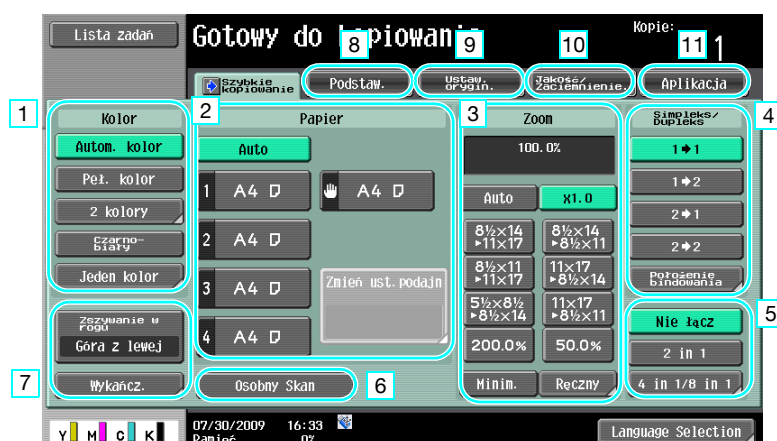 Lista zadań
Gotowy do kopiowani
Kopie:
1
8
9
10
11
Szybkie kopiowanie
Podstaw.
Ustaw. orygin.
Jakość/ Zaciemnienie.
Aplikacja
1
Kolor
Autom. kolor
Peł. kolor
2 kolory
Czarno-
biały
Jeden kolor
Zszywanie w
rogu
Góra z lewej
7
Wykańcz.
2
Papier
Auto
1 A4
A4
2 A4
3 A4
Zmień ust.podajn
4 A4
Osobny Skan
6
3
Zoom
100.0%
Auto
x1.0
8½×14
▸11×17
8½×14
▸8½×11
8½×11
▸11×17
11×17
▸8½×14
5½×8½
▸8½×14
11×17
▸8½×11
200.0%
50.0%
Minim.
Ręczny
4
Simpleks/
Dupleks
1➧1
1➧2
2➧1
2➧2
Położenie
bindowania
5
Nie łącz
2 in 1
4 in 1/8 in 1
Y M C K
07/30/2009 16:33
Pamięć 0%
Language Selection